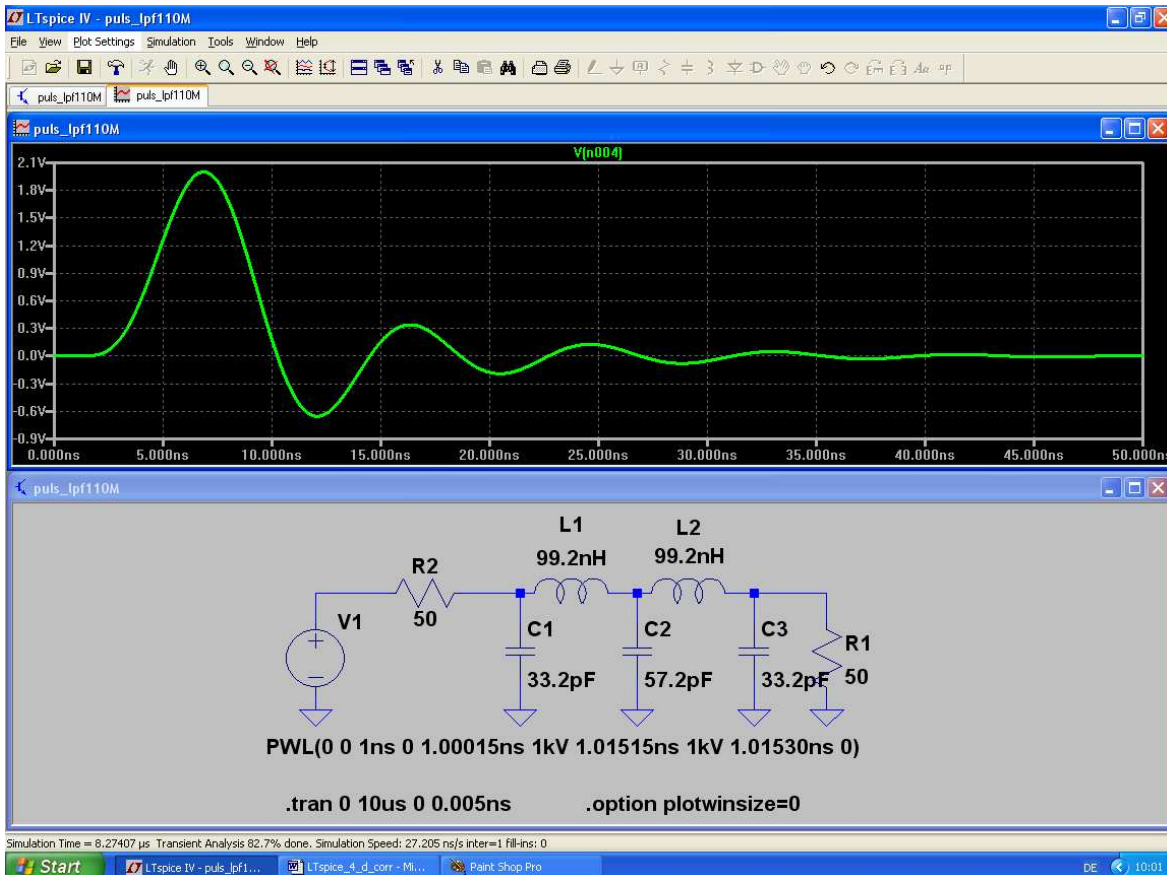 LTspice IV - puls_lpf110M
File View Plot Settings Simulation Tools Window Help
puls_lpf110M puls_lpf110M
puls_lpf110M
V(n004)
2.1V
1.8V
1.5V
1.2V
0.9V
0.6V
0.3V
0.0V
-0.3V
-0.6V
-0.9V
0.000ns 5.000ns 10.000ns 15.000ns 20.000ns 25.000ns 30.000ns 35.000ns 40.000ns 45.000ns 50.000ns
puls_lpf110M
L1 L2
99.2nH 99.2nH
R2
50
V1
C1 C2 C3
R1
33.2pF 57.2pF 33.2pF 50
PWL(0 0 1ns 0 1.00015ns 1kV 1.01515ns 1kV 1.01530ns 0)
.tran 0 10us 0 0.005ns .option plotwinsize=0
Simulation Time = 8.27407 µs Transient Analysis 82.7% done. Simulation Speed: 27.205 ns/s inter=1 fill-ins: 0
Start LTspice IV - puls_lpf1... LTspice_4_d_corr - Mi... Paint Shop Pro DE 10:01